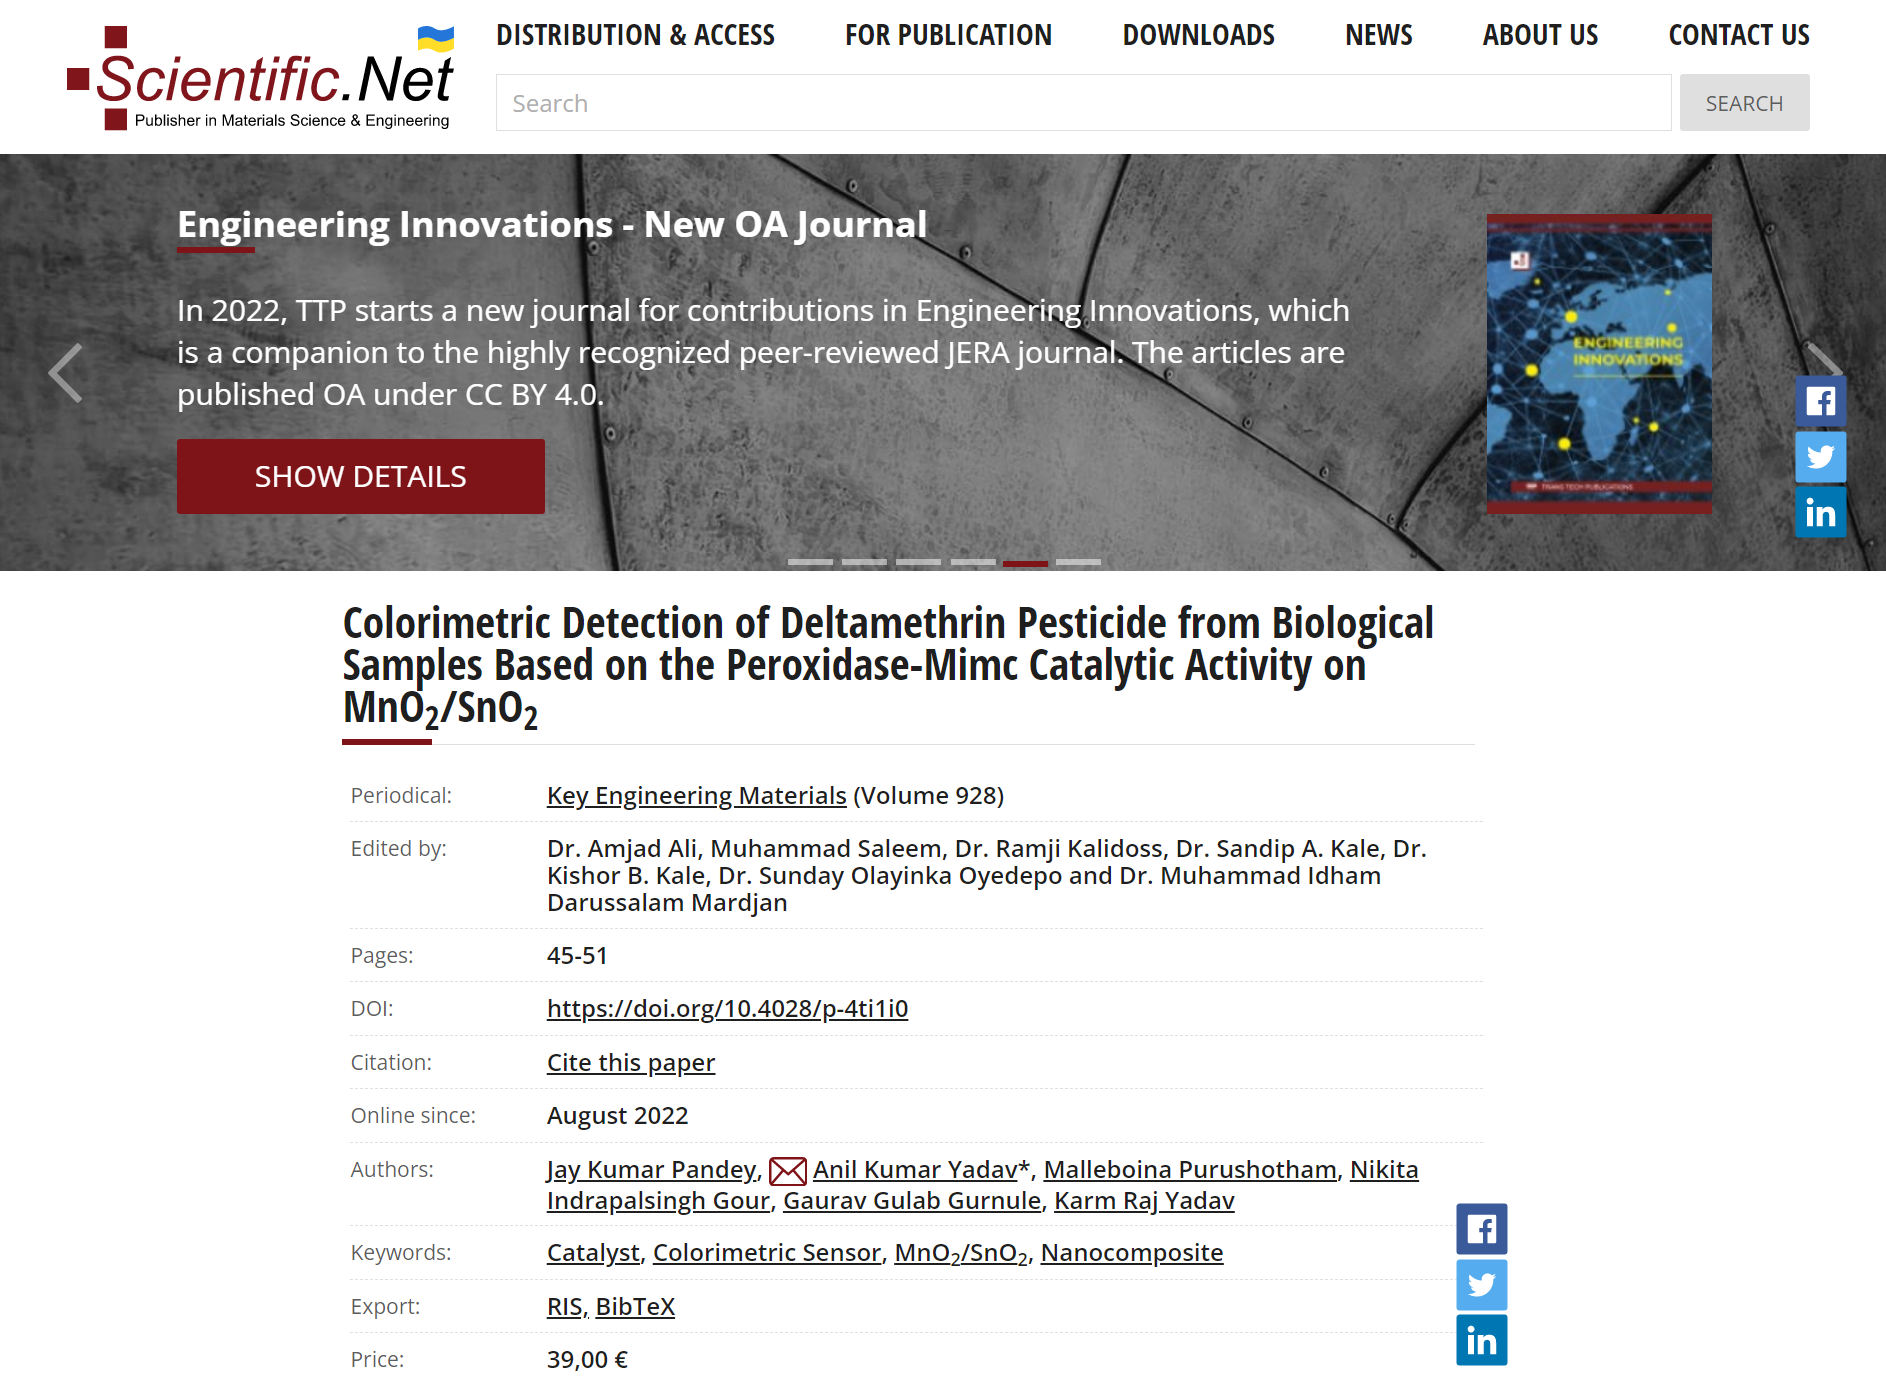 Scientific.Net
Publisher in Materials Science & Engineering
DISTRIBUTION & ACCESS
FOR PUBLICATION
DOWNLOADS
NEWS
ABOUT US
CONTACT US
Search
SEARCH
Engineering Innovations - New OA Journal
In 2022, TTP starts a new journal for contributions in Engineering Innovations, which
is a companion to the highly recognized peer-reviewed JERA journal. The articles are
published OA under CC BY 4.0.
SHOW DETAILS
ENGINEERING
INNOVATIONS
TRANS TECH PUBLICATIONS
Colorimetric Detection of Deltamethrin Pesticide from Biological
Samples Based on the Peroxidase-Mimc Catalytic Activity on
MnO2/SnO2
Periodical:
Key Engineering Materials (Volume 928)
Edited by:
Dr. Amjad Ali, Muhammad Saleem, Dr. Ramji Kalidoss, Dr. Sandip A. Kale, Dr.
Kishor B. Kale, Dr. Sunday Olayinka Oyedepo and Dr. Muhammad Idham
Darussalam Mardjan
Pages:
45-51
DOI:
https://doi.org/10.4028/p-4ti1i0
Citation:
Cite this paper
Online since:
August 2022
Authors:
Jay Kumar Pandey, Anil Kumar Yadav*, Malleboina Purushotham, Nikita
Indrapalsingh Gour, Gaurav Gulab Gurnule, Karm Raj Yadav
Keywords:
Catalyst, Colorimetric Sensor, MnO2/SnO2, Nanocomposite
Export:
RIS, BibTeX
Price:
39,00 €